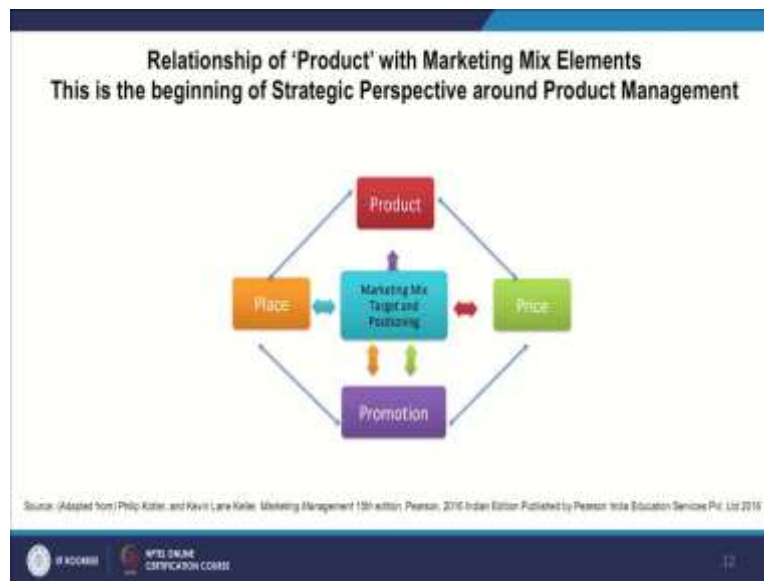 Relationship of 'Product' with Marketing Mix Elements
This is the beginning of Strategic Perspective around Product Management
Product
Place
Marketing Mix
Target and
Positioning
Price
Promotion
Source: (Adapted from) Philip Kotler, and Kevin Lane Keller, Marketing Management 15th edition, Pearson, 2016 Indian Edition Published by Pearson India Education Services Pvt. Ltd 2016
IIT ROORKEE
NPTEL ONLINE
CERTIFICATION COURSE
12